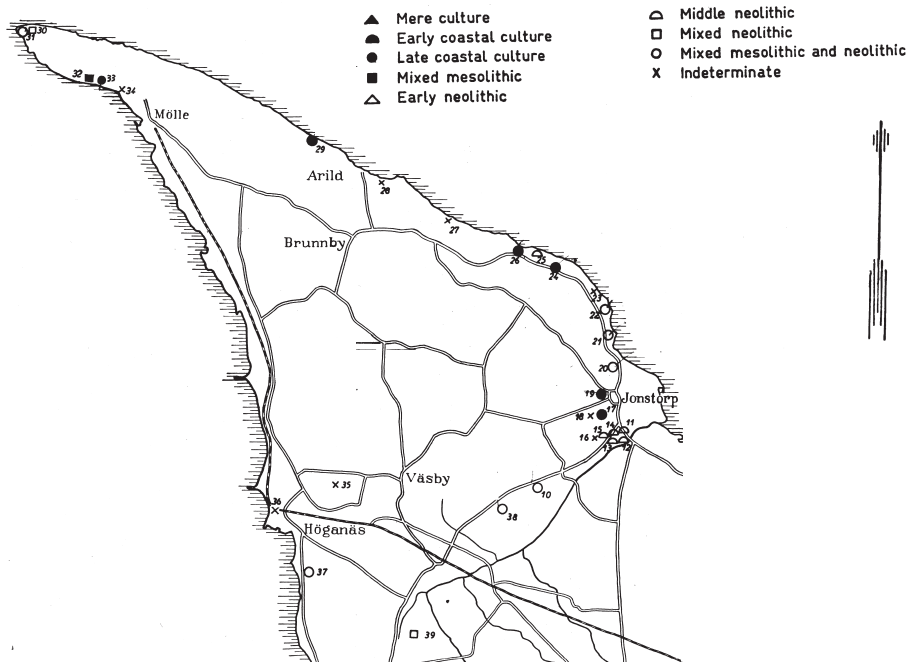 Mere culture
Early coastal culture
Late coastal culture
Mixed mesolithic
Early neolithic
Middle neolithic
Mixed neolithic
Mixed mesolithic and neolithic
x Indeterminate
31 30
32 33
34
Mölle
29
Arild
28
27
Brunnby
26 25
24
23
22
21
20
19
Jonstorp
17
18 x
14 11
15
16 x
13 12
x 35
Väsby
10
36
x
38
Höganäs
37
39